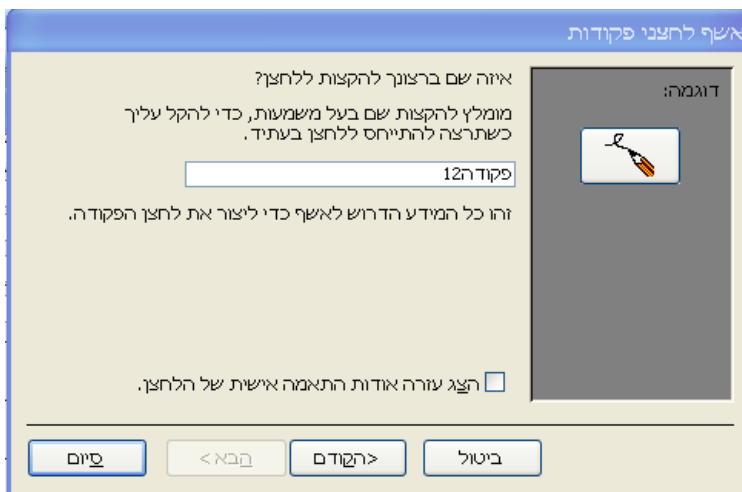 אשף לחצני פקודות
דוגמה:
איזה שם ברצונך להקצות ללחצן?
מומלץ להקצות שם בעל משמעות, כדי להקל עליך
כשתרצה להתייחס ללחצן בעתיד.
פקודה12
זהו כל המידע הדרוש לאשף כדי ליצור את לחצן הפקודה.
הצג עזרה אודות התאמה אישית של הלחצן.
ביטול
<הקודם
הבא>
סיום